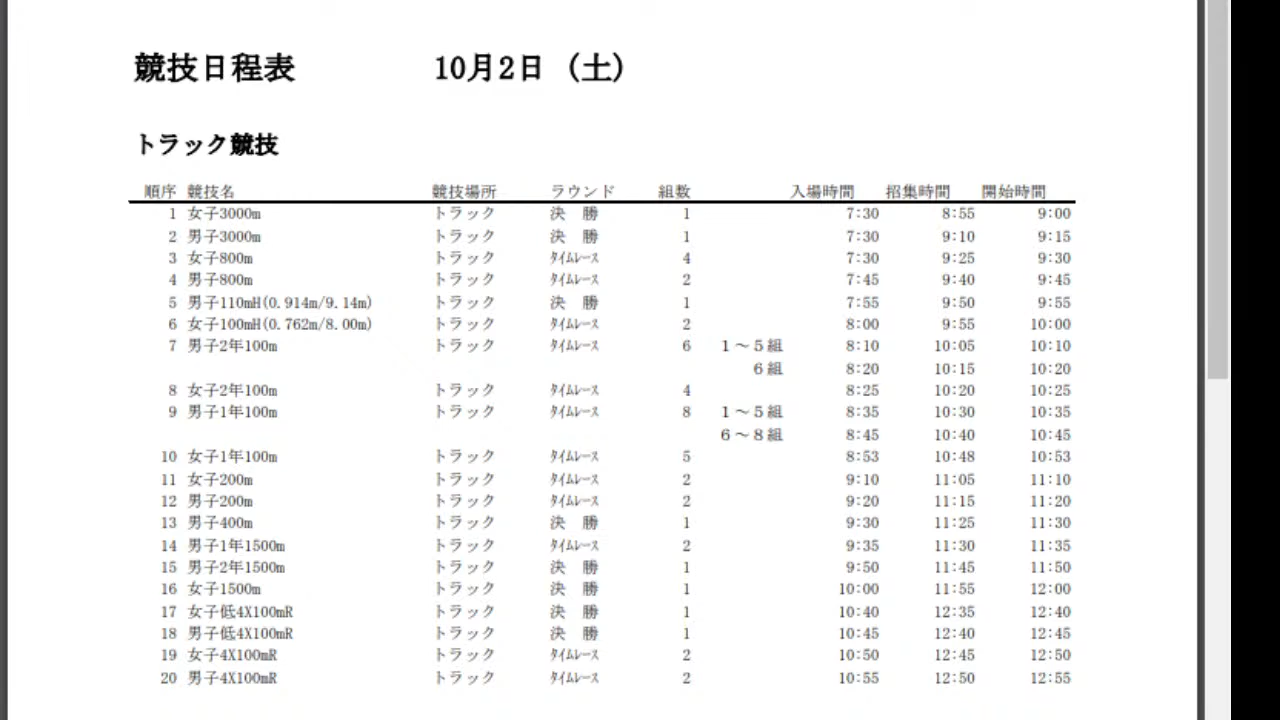 競技日程表 10月2日（土）
トラック競技
順序 競技名 競技場所 ラウンド 組数 入場時間 招集時間 開始時間
1 女子3000m トラック 決　勝 1 7:30 8:55 9:00
2 男子3000m トラック 決　勝 1 7:30 9:10 9:15
3 女子800m トラック ﾀｲﾑﾚｰｽ 4 7:30 9:25 9:30
4 男子800m トラック ﾀｲﾑﾚｰｽ 2 7:45 9:40 9:45
5 男子110mH(0.914m/9.14m) トラック 決　勝 1 7:55 9:50 9:55
6 女子100mH(0.762m/8.00m) トラック ﾀｲﾑﾚｰｽ 2 8:00 9:55 10:00
7 男子2年100m トラック ﾀｲﾑﾚｰｽ 6 1～5組 8:10 10:05 10:10
6組 8:20 10:15 10:20
8 女子2年100m トラック ﾀｲﾑﾚｰｽ 4 8:25 10:20 10:25
9 男子1年100m トラック ﾀｲﾑﾚｰｽ 8 1～5組 8:35 10:30 10:35
6～8組 8:45 10:40 10:45
10 女子1年100m トラック ﾀｲﾑﾚｰｽ 5 8:53 10:48 10:53
11 女子200m トラック ﾀｲﾑﾚｰｽ 2 9:10 11:05 11:10
12 男子200m トラック ﾀｲﾑﾚｰｽ 2 9:20 11:15 11:20
13 男子400m トラック 決　勝 1 9:30 11:25 11:30
14 男子1年1500m トラック ﾀｲﾑﾚｰｽ 2 9:35 11:30 11:35
15 男子2年1500m トラック 決　勝 1 9:50 11:45 11:50
16 女子1500m トラック 決　勝 1 10:00 11:55 12:00
17 女子低4X100mR トラック 決　勝 1 10:40 12:35 12:40
18 男子低4X100mR トラック 決　勝 1 10:45 12:40 12:45
19 女子4X100mR トラック ﾀｲﾑﾚｰｽ 2 10:50 12:45 12:50
20 男子4X100mR トラック ﾀｲﾑﾚｰｽ 2 10:55 12:50 12:55